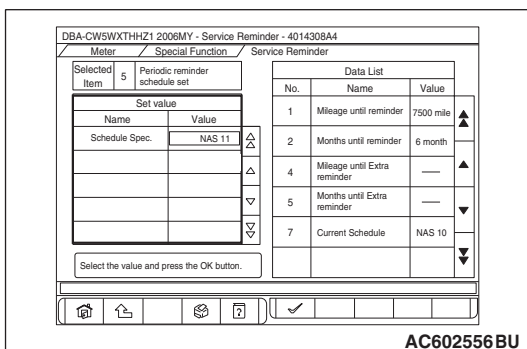 DBA-CW5WXTHHZ1 2006MY - Service Reminder - 4014308A4
Meter / Special Function / Service Reminder
Selected Item 5 Periodic reminder schedule set
Set value
Name Value
Schedule Spec. NAS 11
Select the value and press the OK button.
Data List
No. Name Value
1 Mileage until reminder 7500 mile
2 Months until reminder 6 month
4 Mileage until Extra reminder —
5 Months until Extra reminder —
7 Current Schedule NAS 10
?
AC602556BU